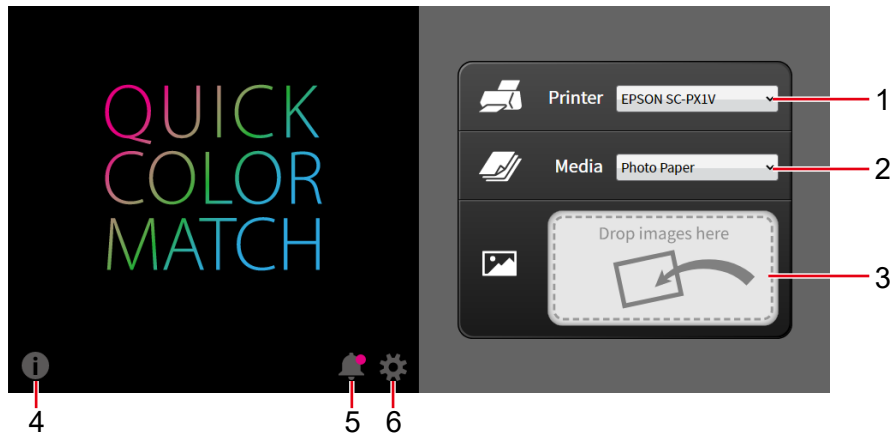 QUICK
COLOR
MATCH
Printer EPSON SC-PX1V
Media Photo Paper
Drop images here
1
2
3
4
5
6